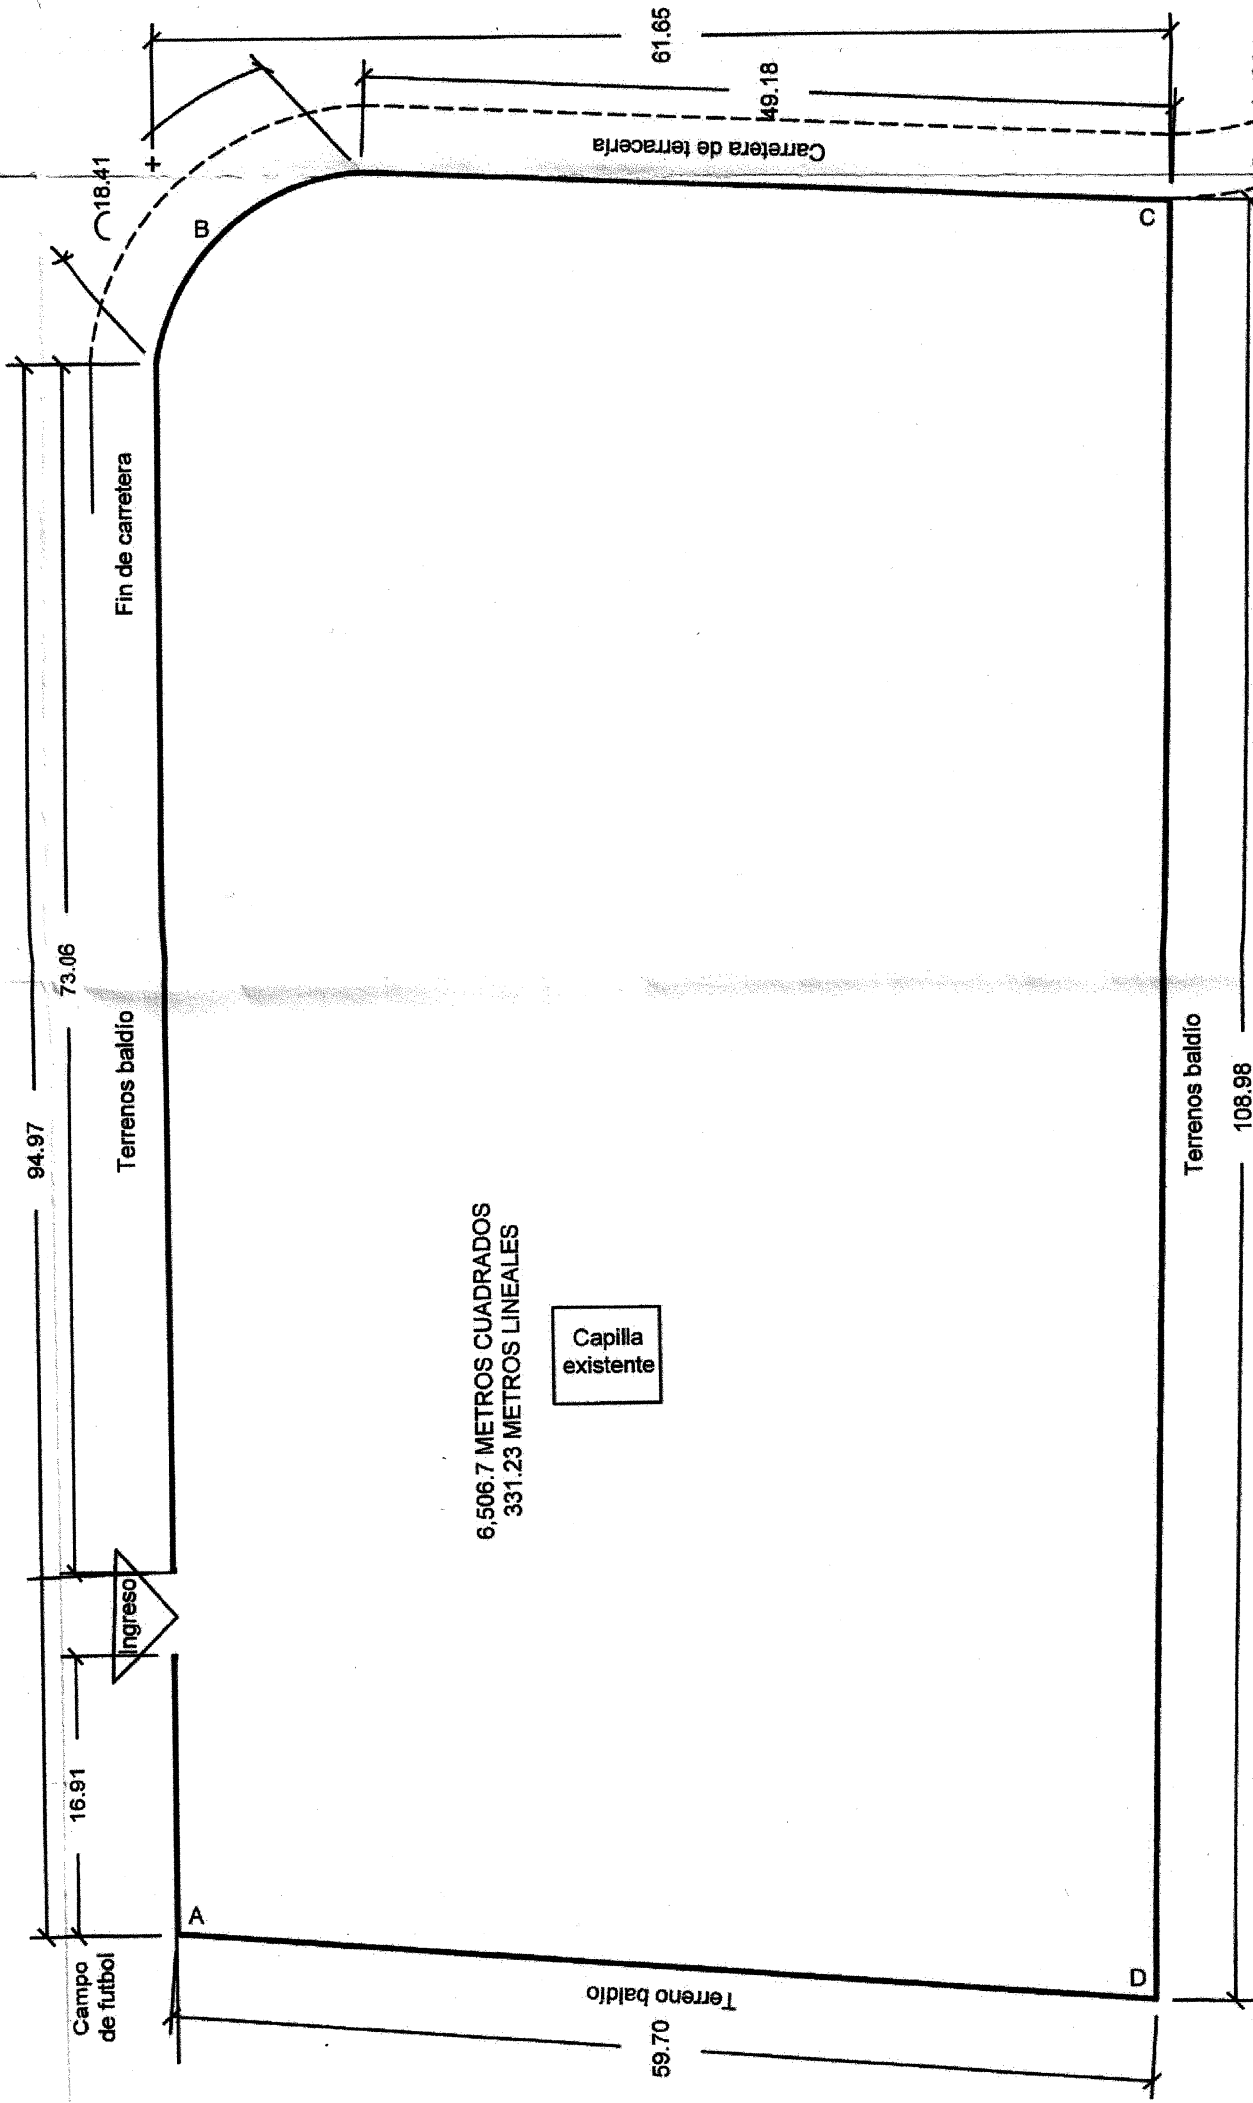 94.97
16.91
73.06
18.41
Campo
de futbol
Ingreso
Terrenos baldío
Fin de carretera
A
B
6,506.7 METROS CUADRADOS
331.23 METROS LINEALES
Capilla
existente
Terreno baldío
59.70
Carretera de terracería
49.18
61.65
D
C
Terrenos baldío
108.98